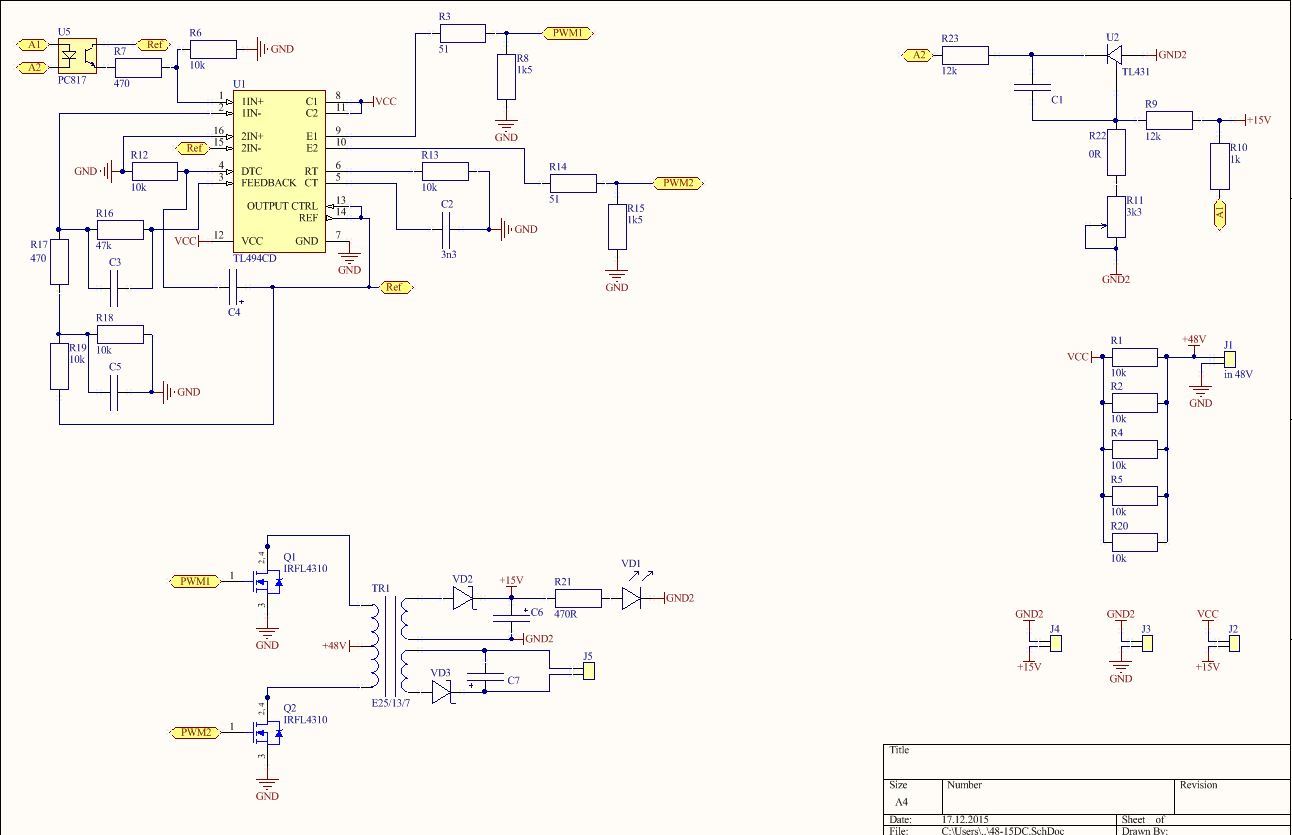 U5
A1
A2
PC817
Ref
R7
470
R6
10k
GND
U1
1 1IN+
2 1IN-
16 2IN+
15 2IN-
4 DTC
3 FEEDBACK
12 VCC
C1 8
C2 11
E1 9
E2 10
RT 6
CT 5
OUTPUT CTRL 13
REF 14
GND 7
TL494CD
VCC
Ref
GND
R12
10k
R16
47k
VCC
R17
470
C3
C4
+
R18
10k
R19
10k
C5
GND
R3
51
PWM1
R8
1k5
GND
R13
10k
R14
51
PWM2
R15
1k5
GND
C2
3n3
GND
GND
Ref
A2
R23
12k
U2
TL431
GND2
C1
R9
12k
+15V
R22
0R
R10
1k
A1
R11
3k3
GND2
VCC
R1
10k
+48V
J1
in 48V
GND
R2
10k
R4
10k
R5
10k
R20
10k
GND2
J4
+15V
GND2
J3
GND
VCC
J2
+15V
PWM1
1
2, 4
Q1
IRFL4310
3
GND
TR1
+48V
E25/13/7
PWM2
1
2, 4
Q2
IRFL4310
3
GND
VD2
+15V
R21
470R
VD1
GND2
+
C6
GND2
VD3
+
C7
J5
Title
Size
A4
Number
Revision
Date: 17.12.2015 Sheet of
File: C:\Users\..\48-15DC.SchDoc Drawn By: